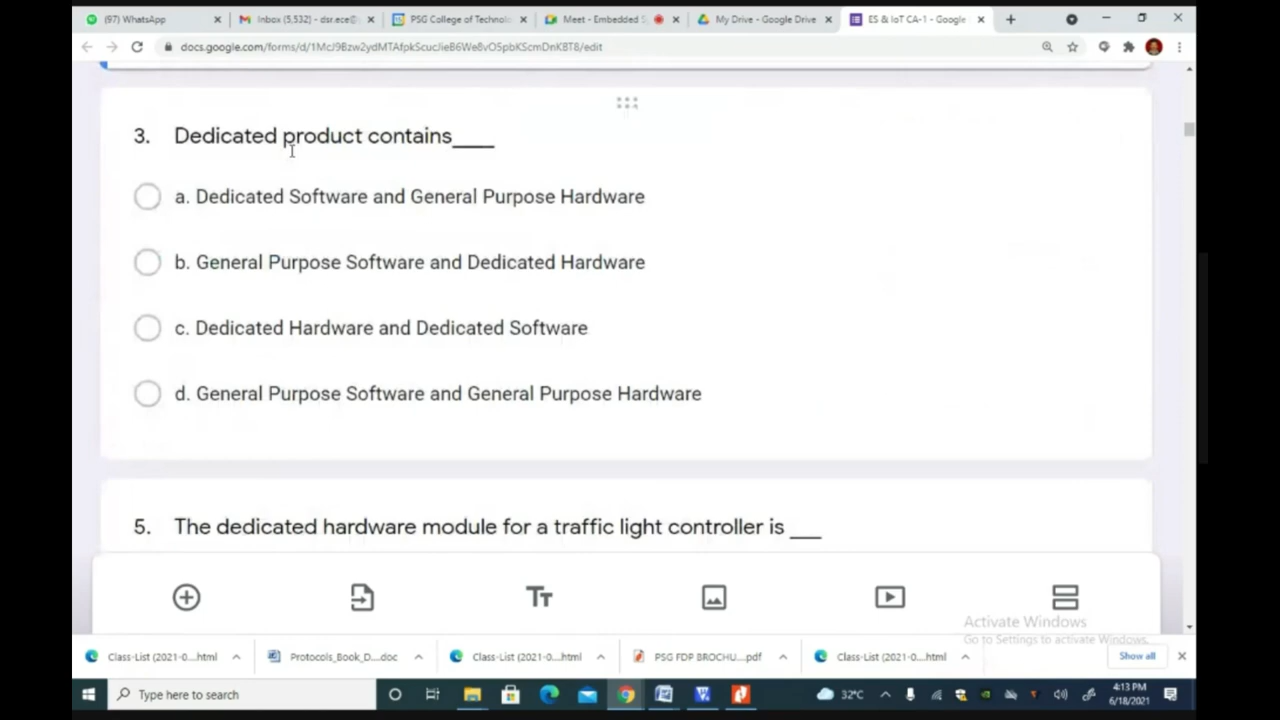 (97) WhatsApp
Inbox (5,532) - dsr.ece@
PSG College of Technol
Meet - Embedded S
My Drive - Google Drive
ES & IoT CA-1 - Google
3. Dedicated product contains____
a. Dedicated Software and General Purpose Hardware
b. General Purpose Software and Dedicated Hardware
c. Dedicated Hardware and Dedicated Software
d. General Purpose Software and General Purpose Hardware
5. The dedicated hardware module for a traffic light controller is ___
Tт
Activate Windows
Go to Settings to activate Windows.
Class-List (2021-0....html
Protocols_Book_D....doc
Class-List (2021-0....html
PSG FDP BROCHU....pdf
Class-List (2021-0....html
Show all
Type here to search
32°C
4:13 PM
6/18/2021